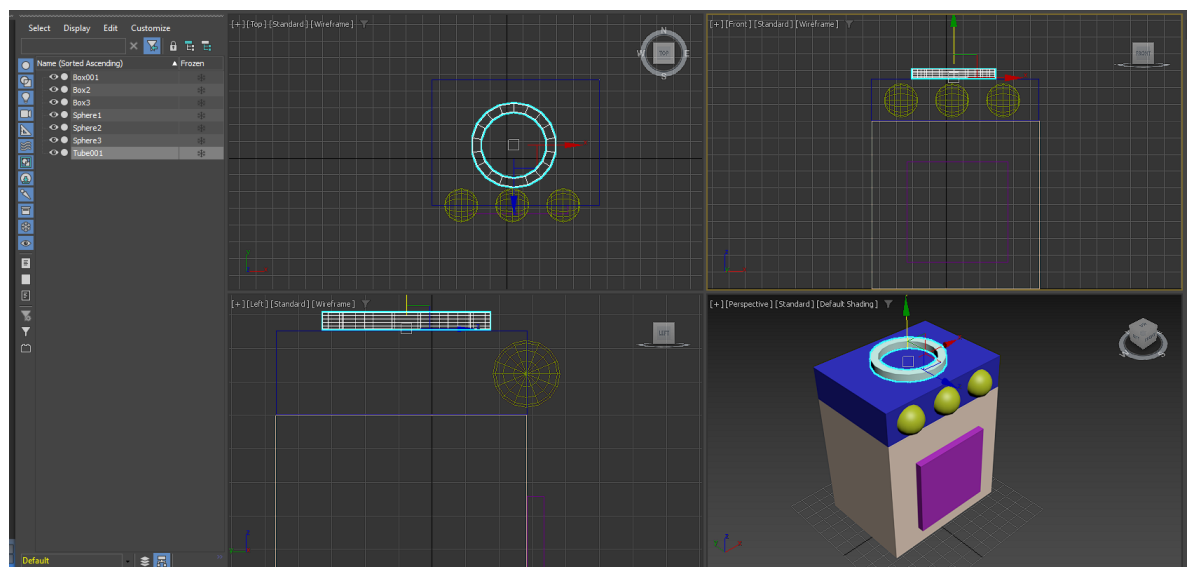 Select Display Edit Customize
Name (Sorted Ascending) ▲ Frozen
Box001
Box2
Box3
Sphere1
Sphere2
Sphere3
Tube001
Default
[+] [Top] [Standard] [Wireframe]
N
W TOP E
S
[+] [Front] [Standard] [Wireframe]
FRONT
[+] [Left] [Standard] [Wireframe]
LEFT
[+] [Perspective] [Standard] [Default Shading]